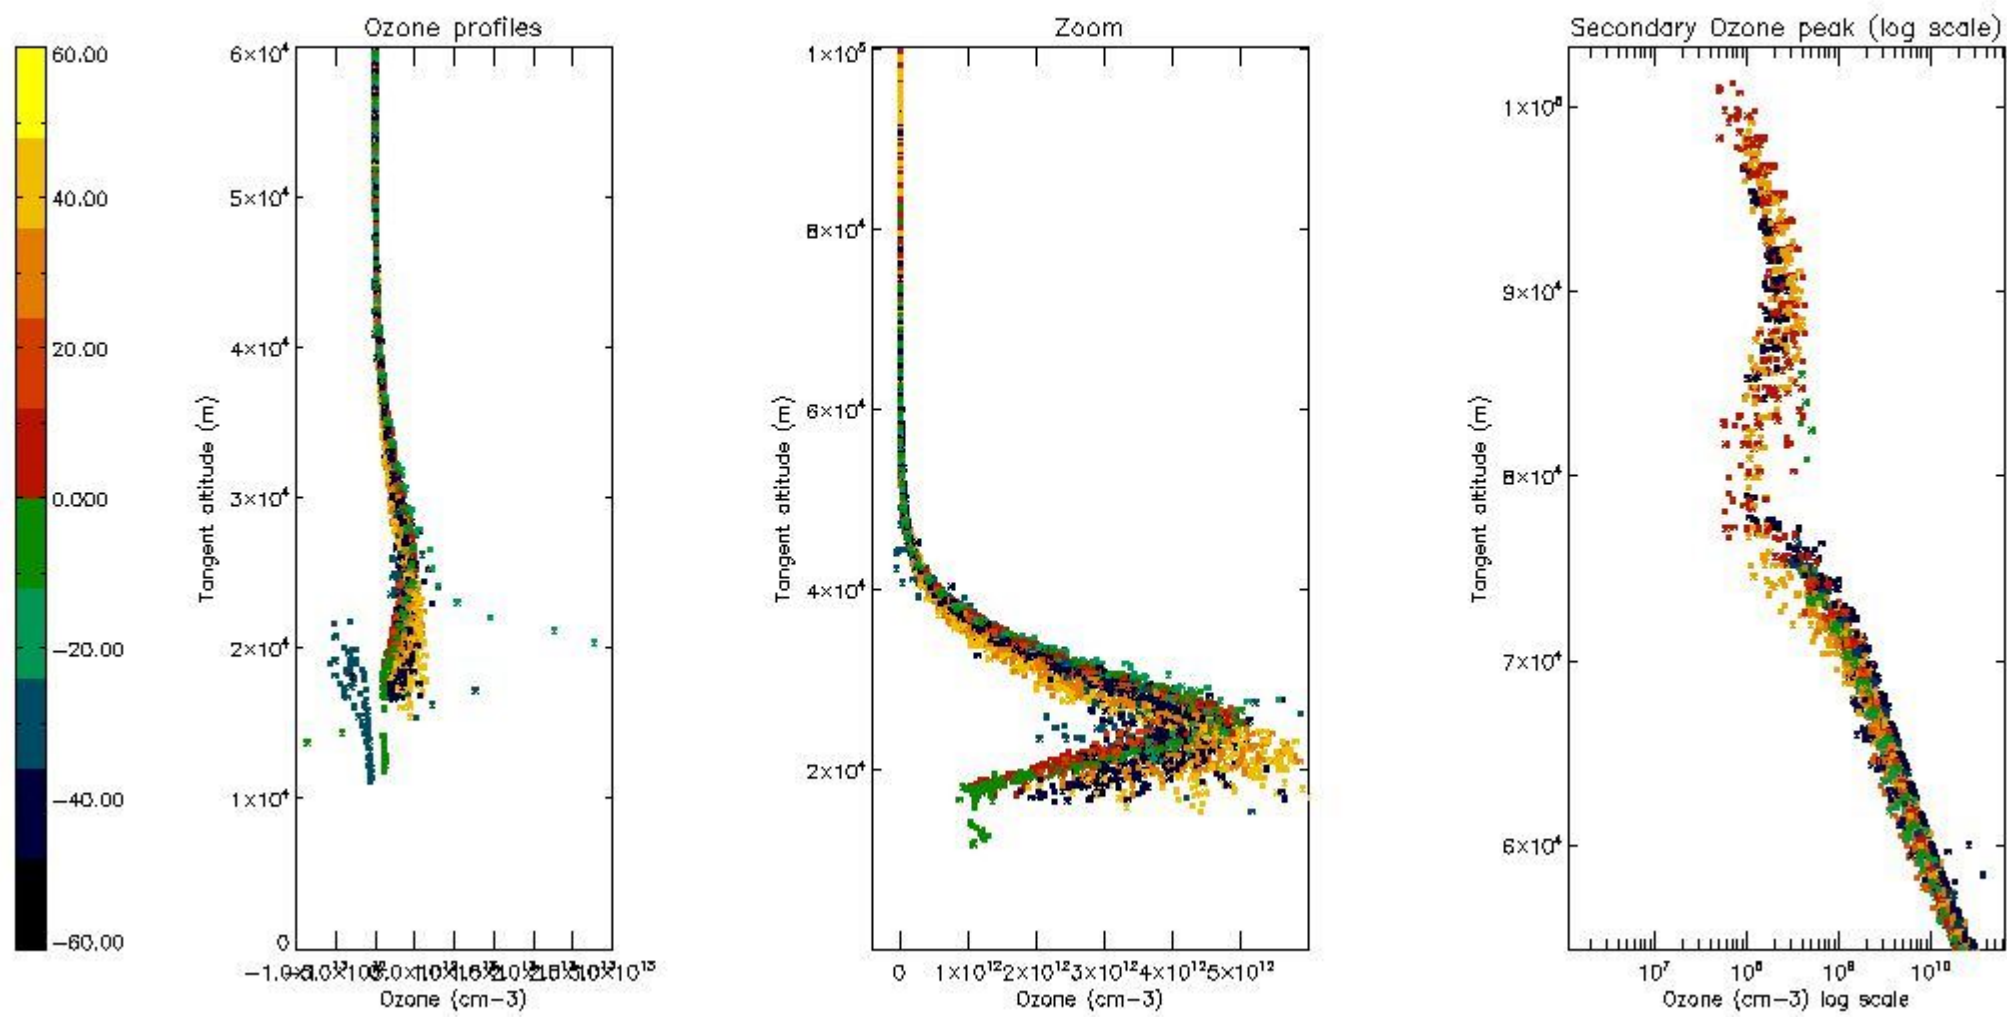 Ozone profiles
Zoom
Secondary Ozone peak (log scale)
60.00
40.00
20.00
0.000
−20.00
−40.00
−60.00
6×10⁴
5×10⁴
4×10⁴
3×10⁴
2×10⁴
1×10⁴
0
Tangent altitude (m)
Ozone (cm−3)
1×10⁵
8×10⁴
6×10⁴
4×10⁴
2×10⁴
Tangent altitude (m)
0 1×10¹² 2×10¹² 3×10¹² 4×10¹² 5×10¹²
Ozone (cm−3)
1×10⁵
9×10⁴
8×10⁴
7×10⁴
6×10⁴
Tangent altitude (m)
10⁷ 10⁸ 10⁹ 10¹⁰
Ozone (cm−3) log scale